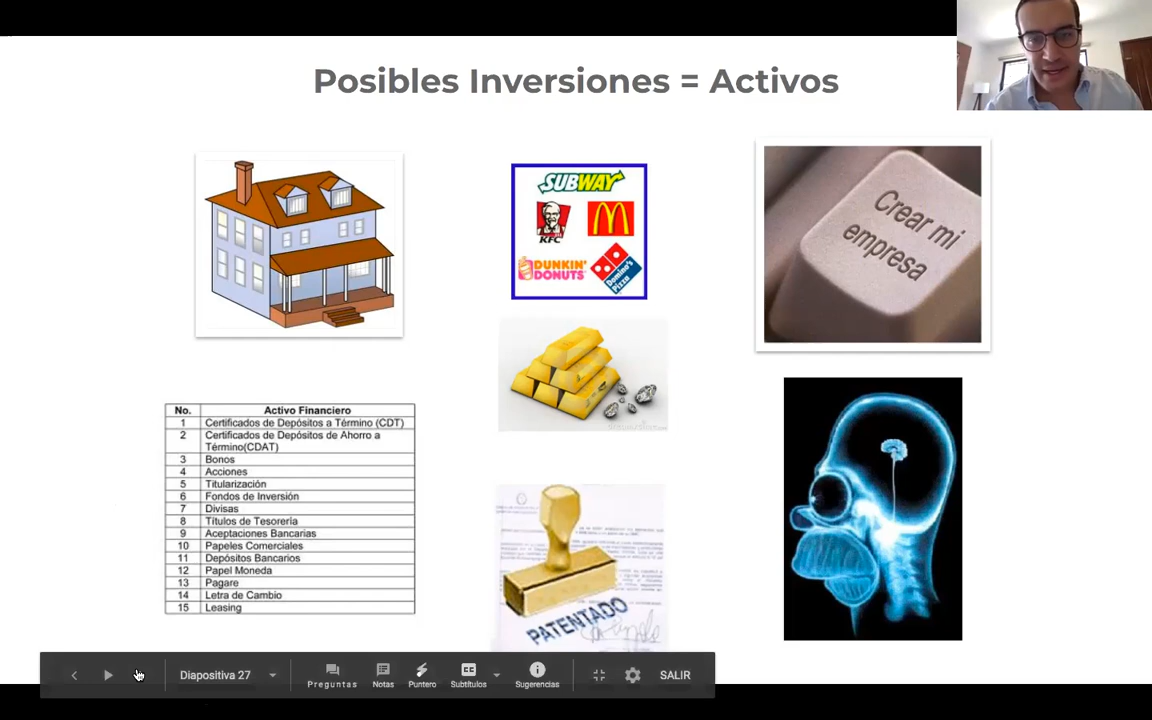 Posibles Inversiones = Activos
SUBWAY
KFC
DUNKIN'
DONUTS
Domino's
Pizza
Crear mi
empresa
No. Activo Financiero
1 Certificados de Depósitos a Término (CDT)
2 Certificados de Depósitos de Ahorro a
Término(CDAT)
3 Bonos
4 Acciones
5 Titularización
6 Fondos de Inversión
7 Divisas
8 Títulos de Tesorería
9 Aceptaciones Bancarias
10 Papeles Comerciales
11 Depósitos Bancarios
12 Papel Moneda
13 Pagare
14 Letra de Cambio
15 Leasing
PATENTADO
Diapositiva 27
Preguntas
Notas
Puntero
CC
Subtítulos
Sugerencias
SALIR